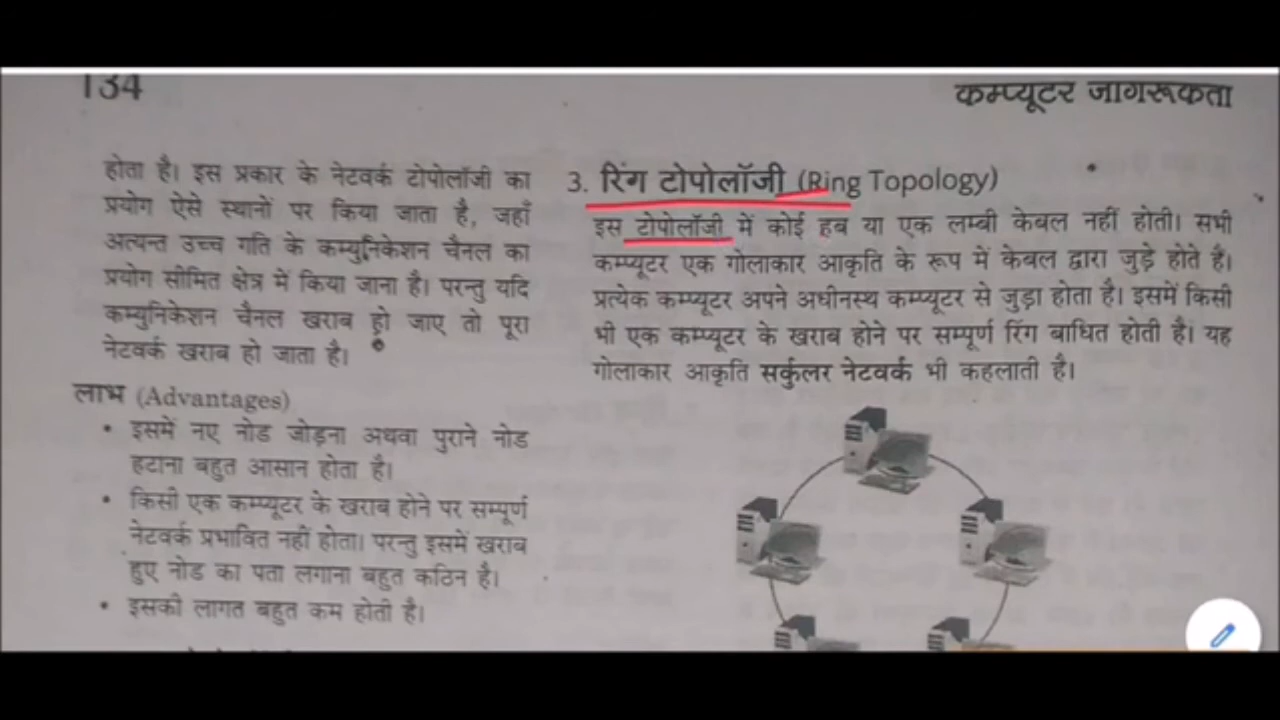 134
कम्प्यूटर जागरूकता
होता है। इस प्रकार के नेटवर्क टोपोलॉजी का
प्रयोग ऐसे स्थानों पर किया जाता है, जहाँ
अत्यन्त उच्च गति के कम्युनिकेशन चैनल का
प्रयोग सीमित क्षेत्र में किया जाना है। परन्तु यदि
कम्युनिकेशन चैनल खराब हो जाए तो पूरा
नेटवर्क खराब हो जाता है।
लाभ (Advantages)
• इसमें नए नोड जोड़ना अथवा पुराने नोड
हटाना बहुत आसान होता है।
• किसी एक कम्प्यूटर के खराब होने पर सम्पूर्ण
नेटवर्क प्रभावित नहीं होता। परन्तु इसमें खराब
हुए नोड का पता लगाना बहुत कठिन है।
• इसकी लागत बहुत कम होती है।
3. रिंग टोपोलॉजी (Ring Topology)
इस टोपोलॉजी में कोई हब या एक लम्बी केबल नहीं होती। सभी
कम्प्यूटर एक गोलाकार आकृति के रूप में केबल द्वारा जुड़े होते है।
प्रत्येक कम्प्यूटर अपने अधीनस्थ कम्प्यूटर से जुड़ा होता है। इसमें किसी
भी एक कम्प्यूटर के खराब होने पर सम्पूर्ण रिंग बाधित होती है। यह
गोलाकार आकृति सर्कुलर नेटवर्क भी कहलाती है।